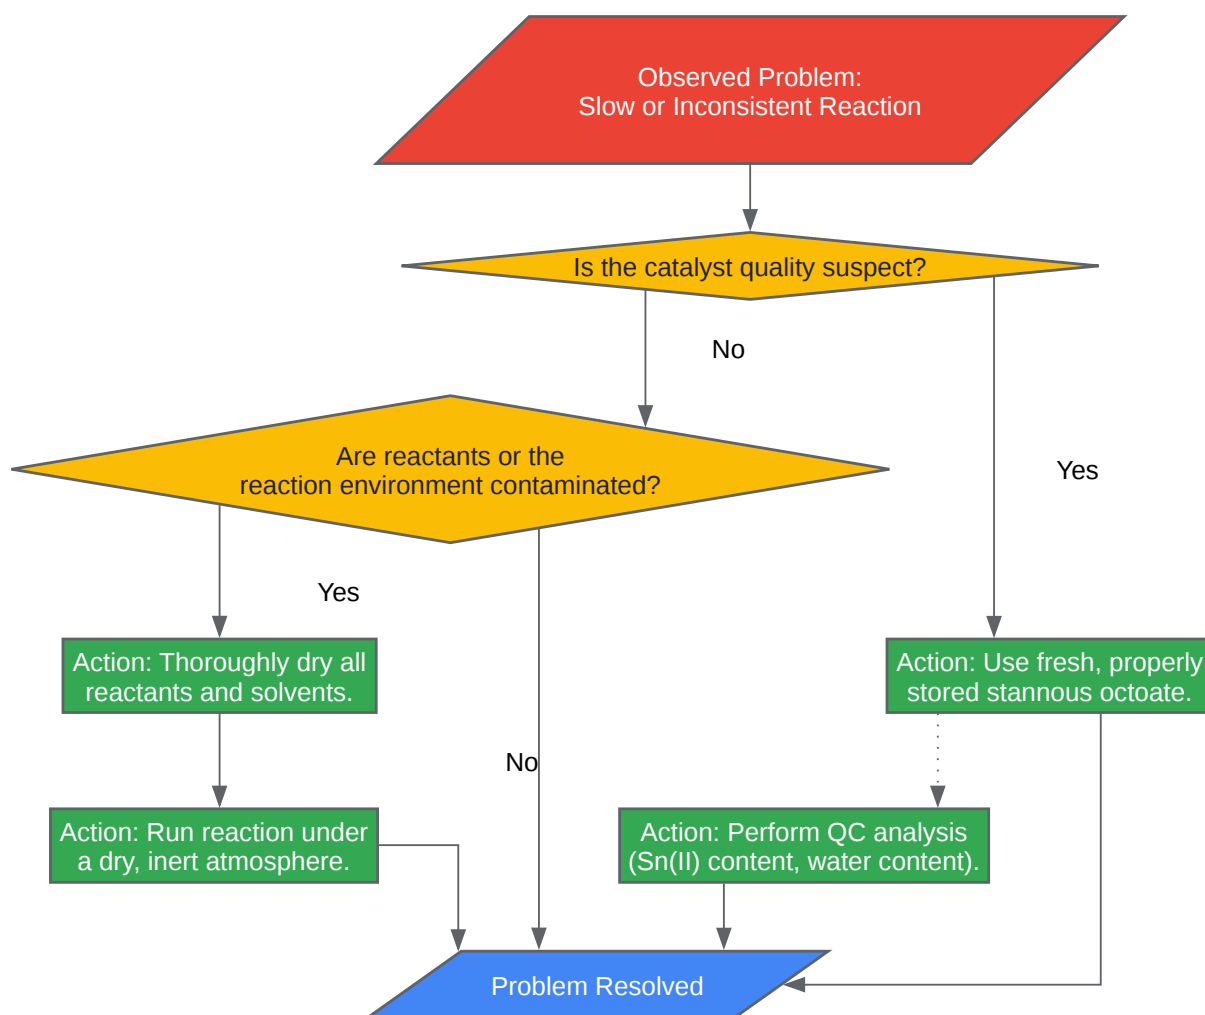 Observed Problem:
Slow or Inconsistent Reaction
Is the catalyst quality suspect?
No
Are reactants or the
reaction environment contaminated?
Yes
Yes
Action: Thoroughly dry all
reactants and solvents.
Action: Use fresh, properly
stored stannous octoate.
No
Action: Run reaction under
a dry, inert atmosphere.
Action: Perform QC analysis
(Sn(II) content, water content).
Problem Resolved